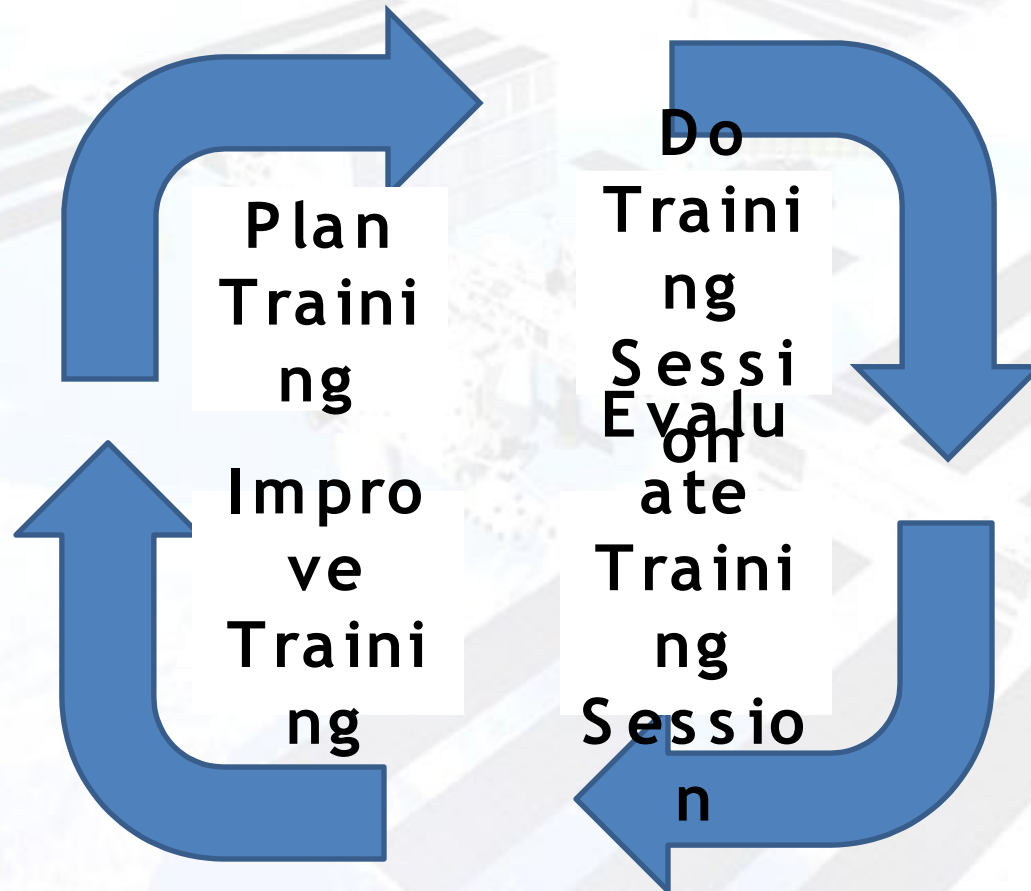 Plan
Traini
ng
Do
Traini
ng
Sessi
on
Evalu
ate
Traini
ng
Sessio
n
Impro
ve
Traini
ng